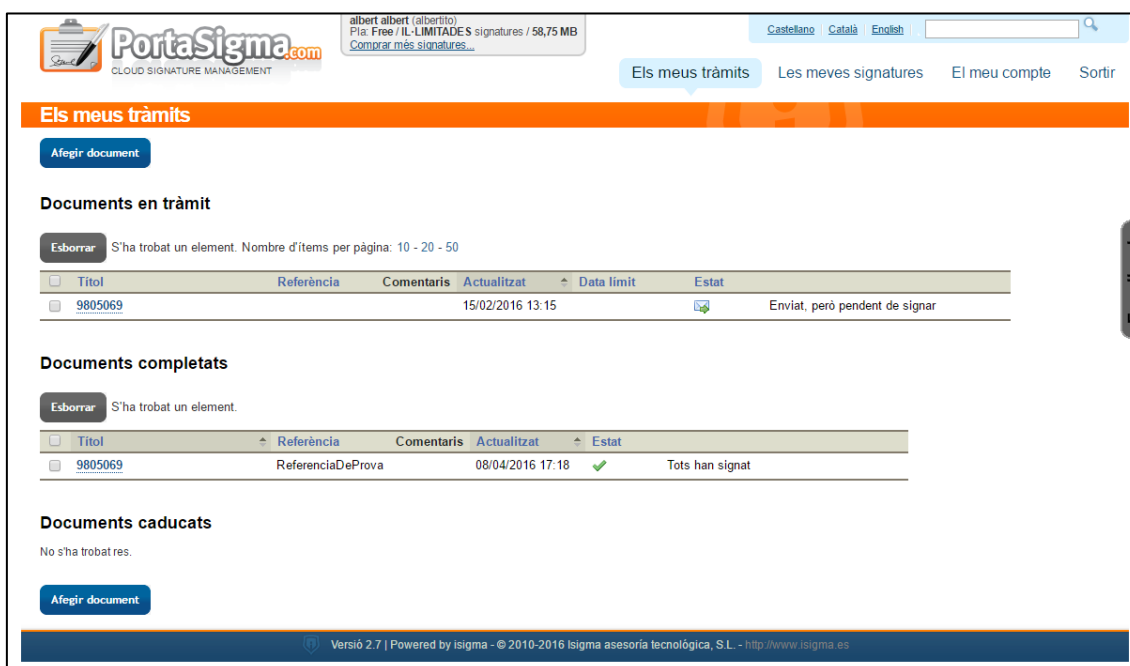 PortaSigma.com
CLOUD SIGNATURE MANAGEMENT
albert albert (albertito)
Pla: Free / IL·LIMITADES signatures / 58,75 MB
Comprar més signatures...
Castellano Català English
Els meus tràmits Les meves signatures El meu compte Sortir
Els meus tràmits
Afegir document
Documents en tràmit
Esborrar S'ha trobat un element. Nombre d'ítems per pàgina: 10 - 20 - 50
Títol Referència Comentaris Actualitzat Data límit Estat
9805069 15/02/2016 13:15 Enviat, però pendent de signar
Documents completats
Esborrar S'ha trobat un element.
Títol Referència Comentaris Actualitzat Estat
9805069 ReferenciaDeProva 08/04/2016 17:18 Tots han signat
Documents caducats
No s'ha trobat res.
Afegir document
Versió 2.7 | Powered by isigma - © 2010-2016 Isigma asesoría tecnológica, S.L. - http://www.isigma.es